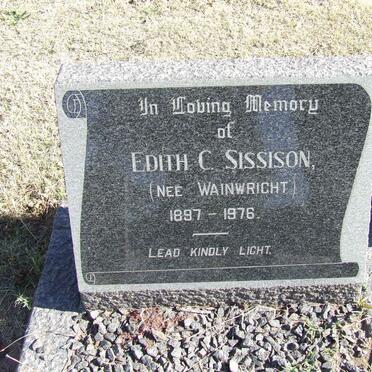 In Loving Memory
of
EDITH C. SISSISON,
(NEE WAINWRIGHT)
1897 - 1976.
LEAD KINDLY LIGHT.